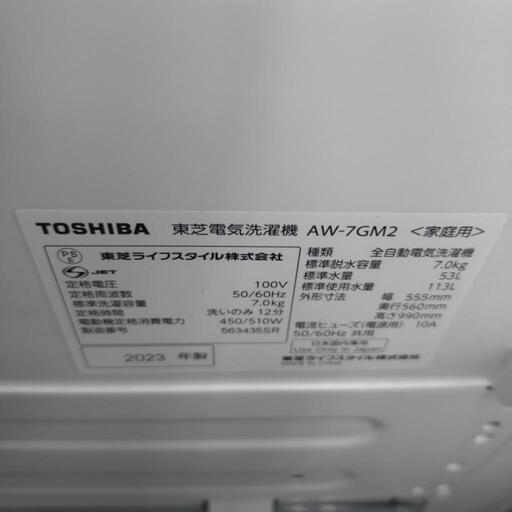 TOSHIBA 東芝電気洗濯機 AW-7GM2 <家庭用>
PS
E
東芝ライフスタイル株式会社
JET
定格電圧 100V
定格周波数 50/60Hz
標準洗濯容量 7.0kg
定格時間 洗いのみ 12分
電動機定格消費電力 450/510W
製造番号 563435SR
2023 年製
種類 全自動電気洗濯機
標準脱水容量 7.0kg
標準水量 53L
標準使用水量 113L
外形寸法 幅 555mm
奥行560mm
高さ990mm
電流ヒューズ(電源用) 10A
50/60Hz 共用
日本国内専用
Use Only in Japan
東芝ライフスタイル株式会社
MADE IN CHINA